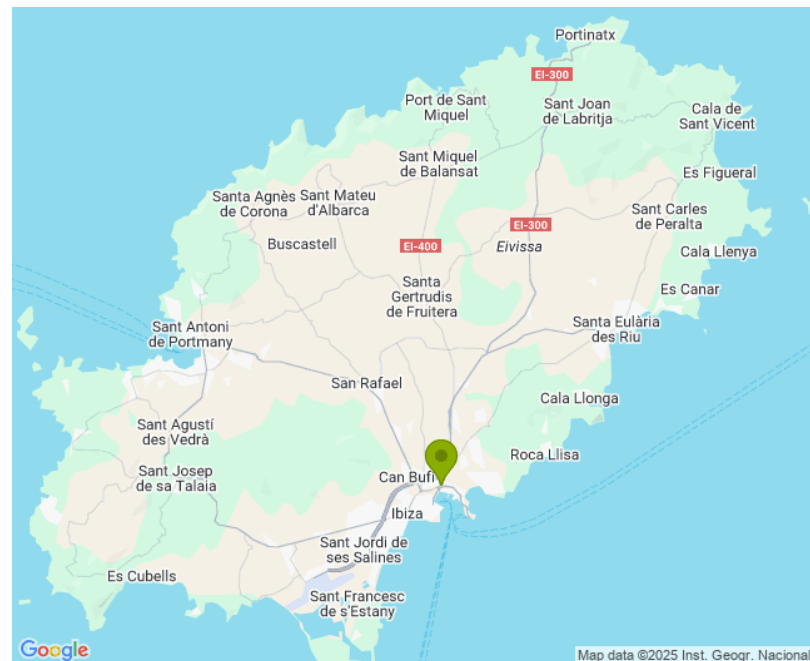 Portinatx
EI-300
Port de Sant
Miquel
Sant Joan
de Labritja
Cala de
Sant Vicent
Sant Miquel
de Balansat
Es Figueral
Santa Agnès
de Corona
Sant Mateu
d'Albarca
Sant Carles
de Peralta
EI-300
Buscastell
EI-400
Eivissa
Cala Llenya
Santa
Gertrudis
de Fruitera
Es Canar
Sant Antoni
de Portmany
Santa Eulària
des Riu
San Rafael
Cala Llonga
Sant Agustí
des Vedrà
Roca Llisa
Sant Josep
de sa Talaia
Can Bufí
Ibiza
Sant Jordi de
ses Salines
Es Cubells
Sant Francesc
de s'Estany
Google
Map data ©2025 Inst. Geogr. Nacional